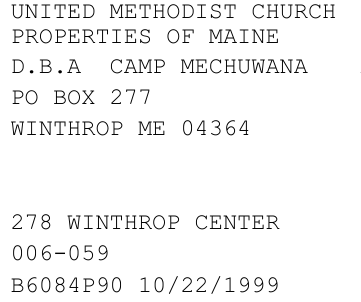 UNITED METHODIST CHURCH
PROPERTIES OF MAINE
D.B.A CAMP MECHUWANA
PO BOX 277
WINTHROP ME 04364
278 WINTHROP CENTER
006-059
B6084P90 10/22/1999